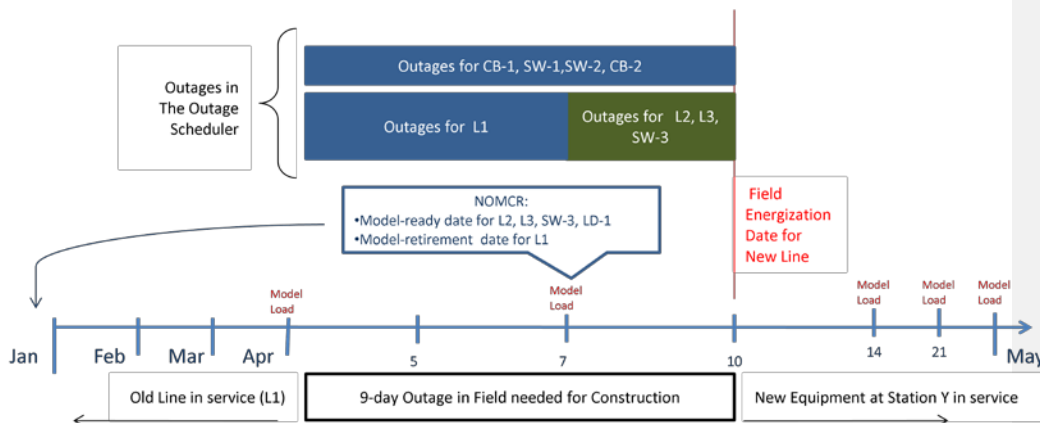 Outages in
The Outage
Scheduler
Outages for CB-1, SW-1,SW-2, CB-2
Outages for L1
Outages for L2, L3,
SW-3
NOMCR:
•Model-ready date for L2, L3, SW-3, LD-1
•Model-retirement date for L1
Field
Energization
Date for
New Line
Model
Load
Model
Load
Model
Load
Model
Load
Model
Load
Jan
Feb
Mar
Apr
5
7
10
14
21
May
Old Line in service (L1)
9-day Outage in Field needed for Construction
New Equipment at Station Y in service